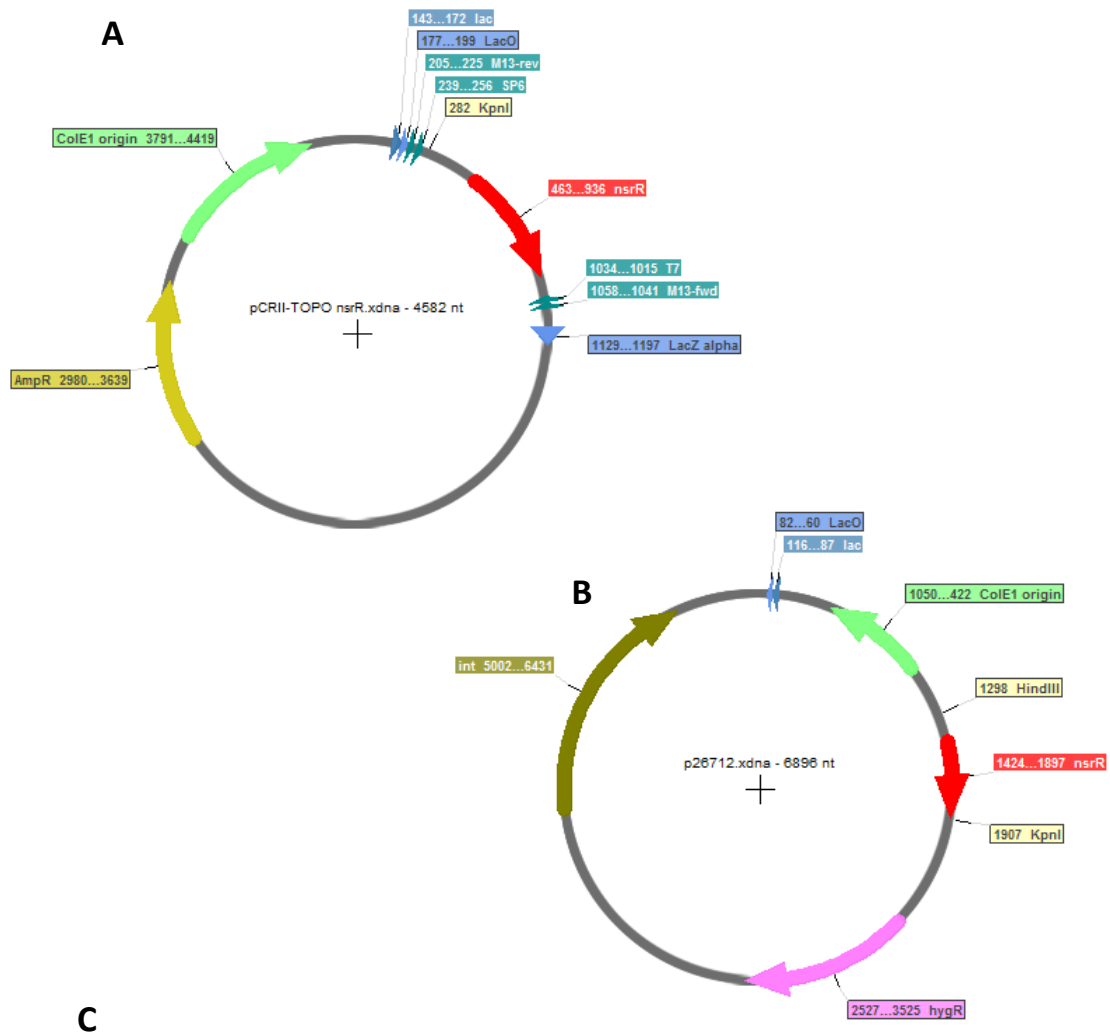 A
143...172 lac
177...199 LacO
205...225 M13-rev
239...256 SP6
282 KpnI
ColE1 origin 3791...4419
463...936 nsrR
1034...1015 T7
1058...1041 M13-fwd
pCRII-TOPO nsrR.xdna - 4582 nt
1129...1197 LacZ alpha
AmpR 2980...3639
82...60 LacO
116...87 lac
B
1050...422 ColE1 origin
int 5002...6431
1298 HindIII
p26712.xdna - 6896 nt
1424...1897 nsrR
1907 KpnI
2527...3525 hygR
C